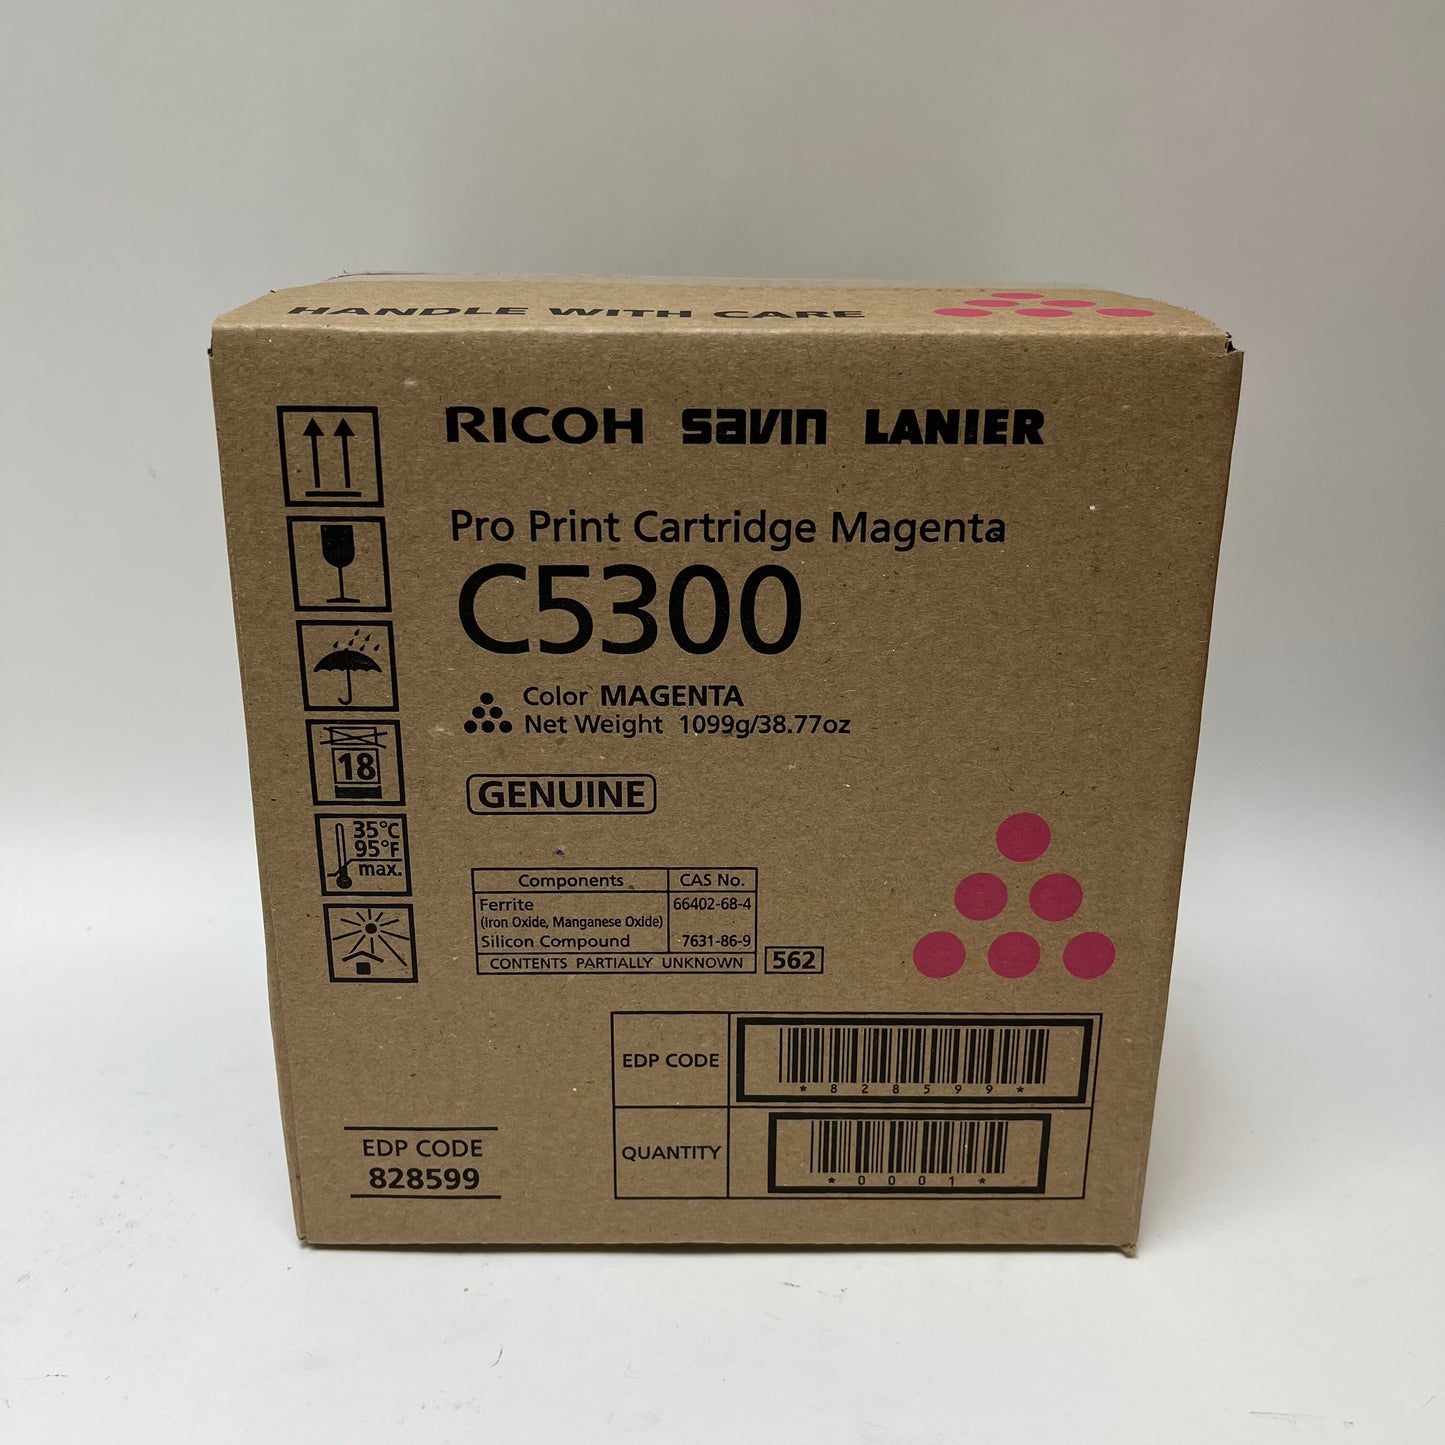 HANDLE WITH CARE
RICOH savin LANIER
Pro Print Cartridge Magenta
C5300
Color MAGENTA
Net Weight 1099g/38.77oz
18
GENUINE
35°C
95°F
max.
Components CAS No.
Ferrite 66402-68-4
(Iron Oxide, Manganese Oxide)
Silicon Compound 7631-86-9
CONTENTS PARTIALLY UNKNOWN 562
EDP CODE
*828599*
QUANTITY
*0001*
EDP CODE
828599